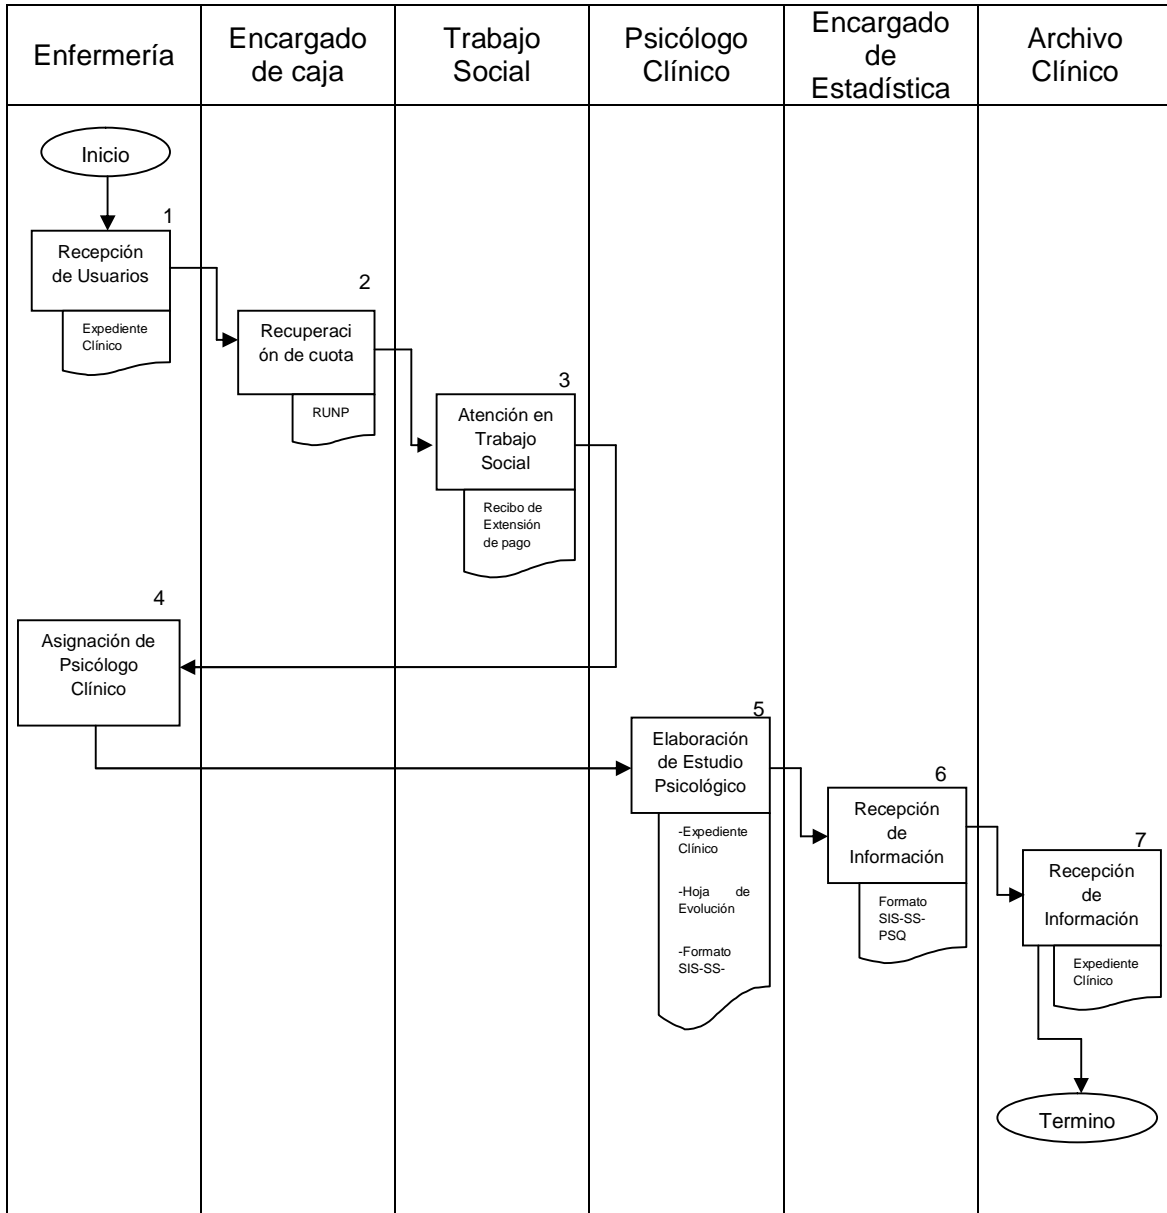 Enfermería
Encargado
de caja
Trabajo
Social
Psicólogo
Clínico
Encargado
de
Estadística
Archivo
Clínico
Inicio
1
Recepción
de Usuarios
Expediente
Clínico
2
Recuperaci
ón de cuota
RUNP
3
Atención en
Trabajo
Social
Recibo de
Extensión
de pago
4
Asignación de
Psicólogo
Clínico
5
Elaboración
de Estudio
Psicológico
-Expediente
Clínico
-Hoja de
Evolución
-Formato
SIS-SS-
6
Recepción
de
Información
Formato
SIS-SS-
PSQ
7
Recepción
de
Información
Expediente
Clínico
Termino